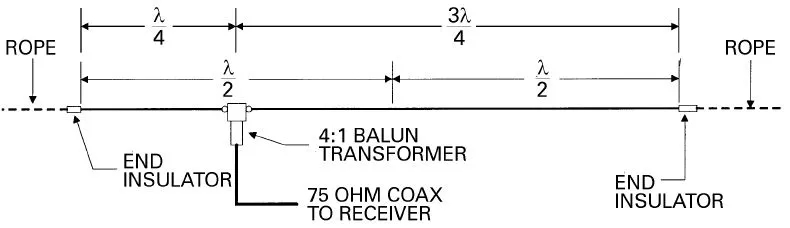 λ
4
3λ
4
ROPE
ROPE
λ
2
λ
2
4:1 BALUN
TRANSFORMER
END
INSULATOR
75 OHM COAX
TO RECEIVER
END
INSULATOR